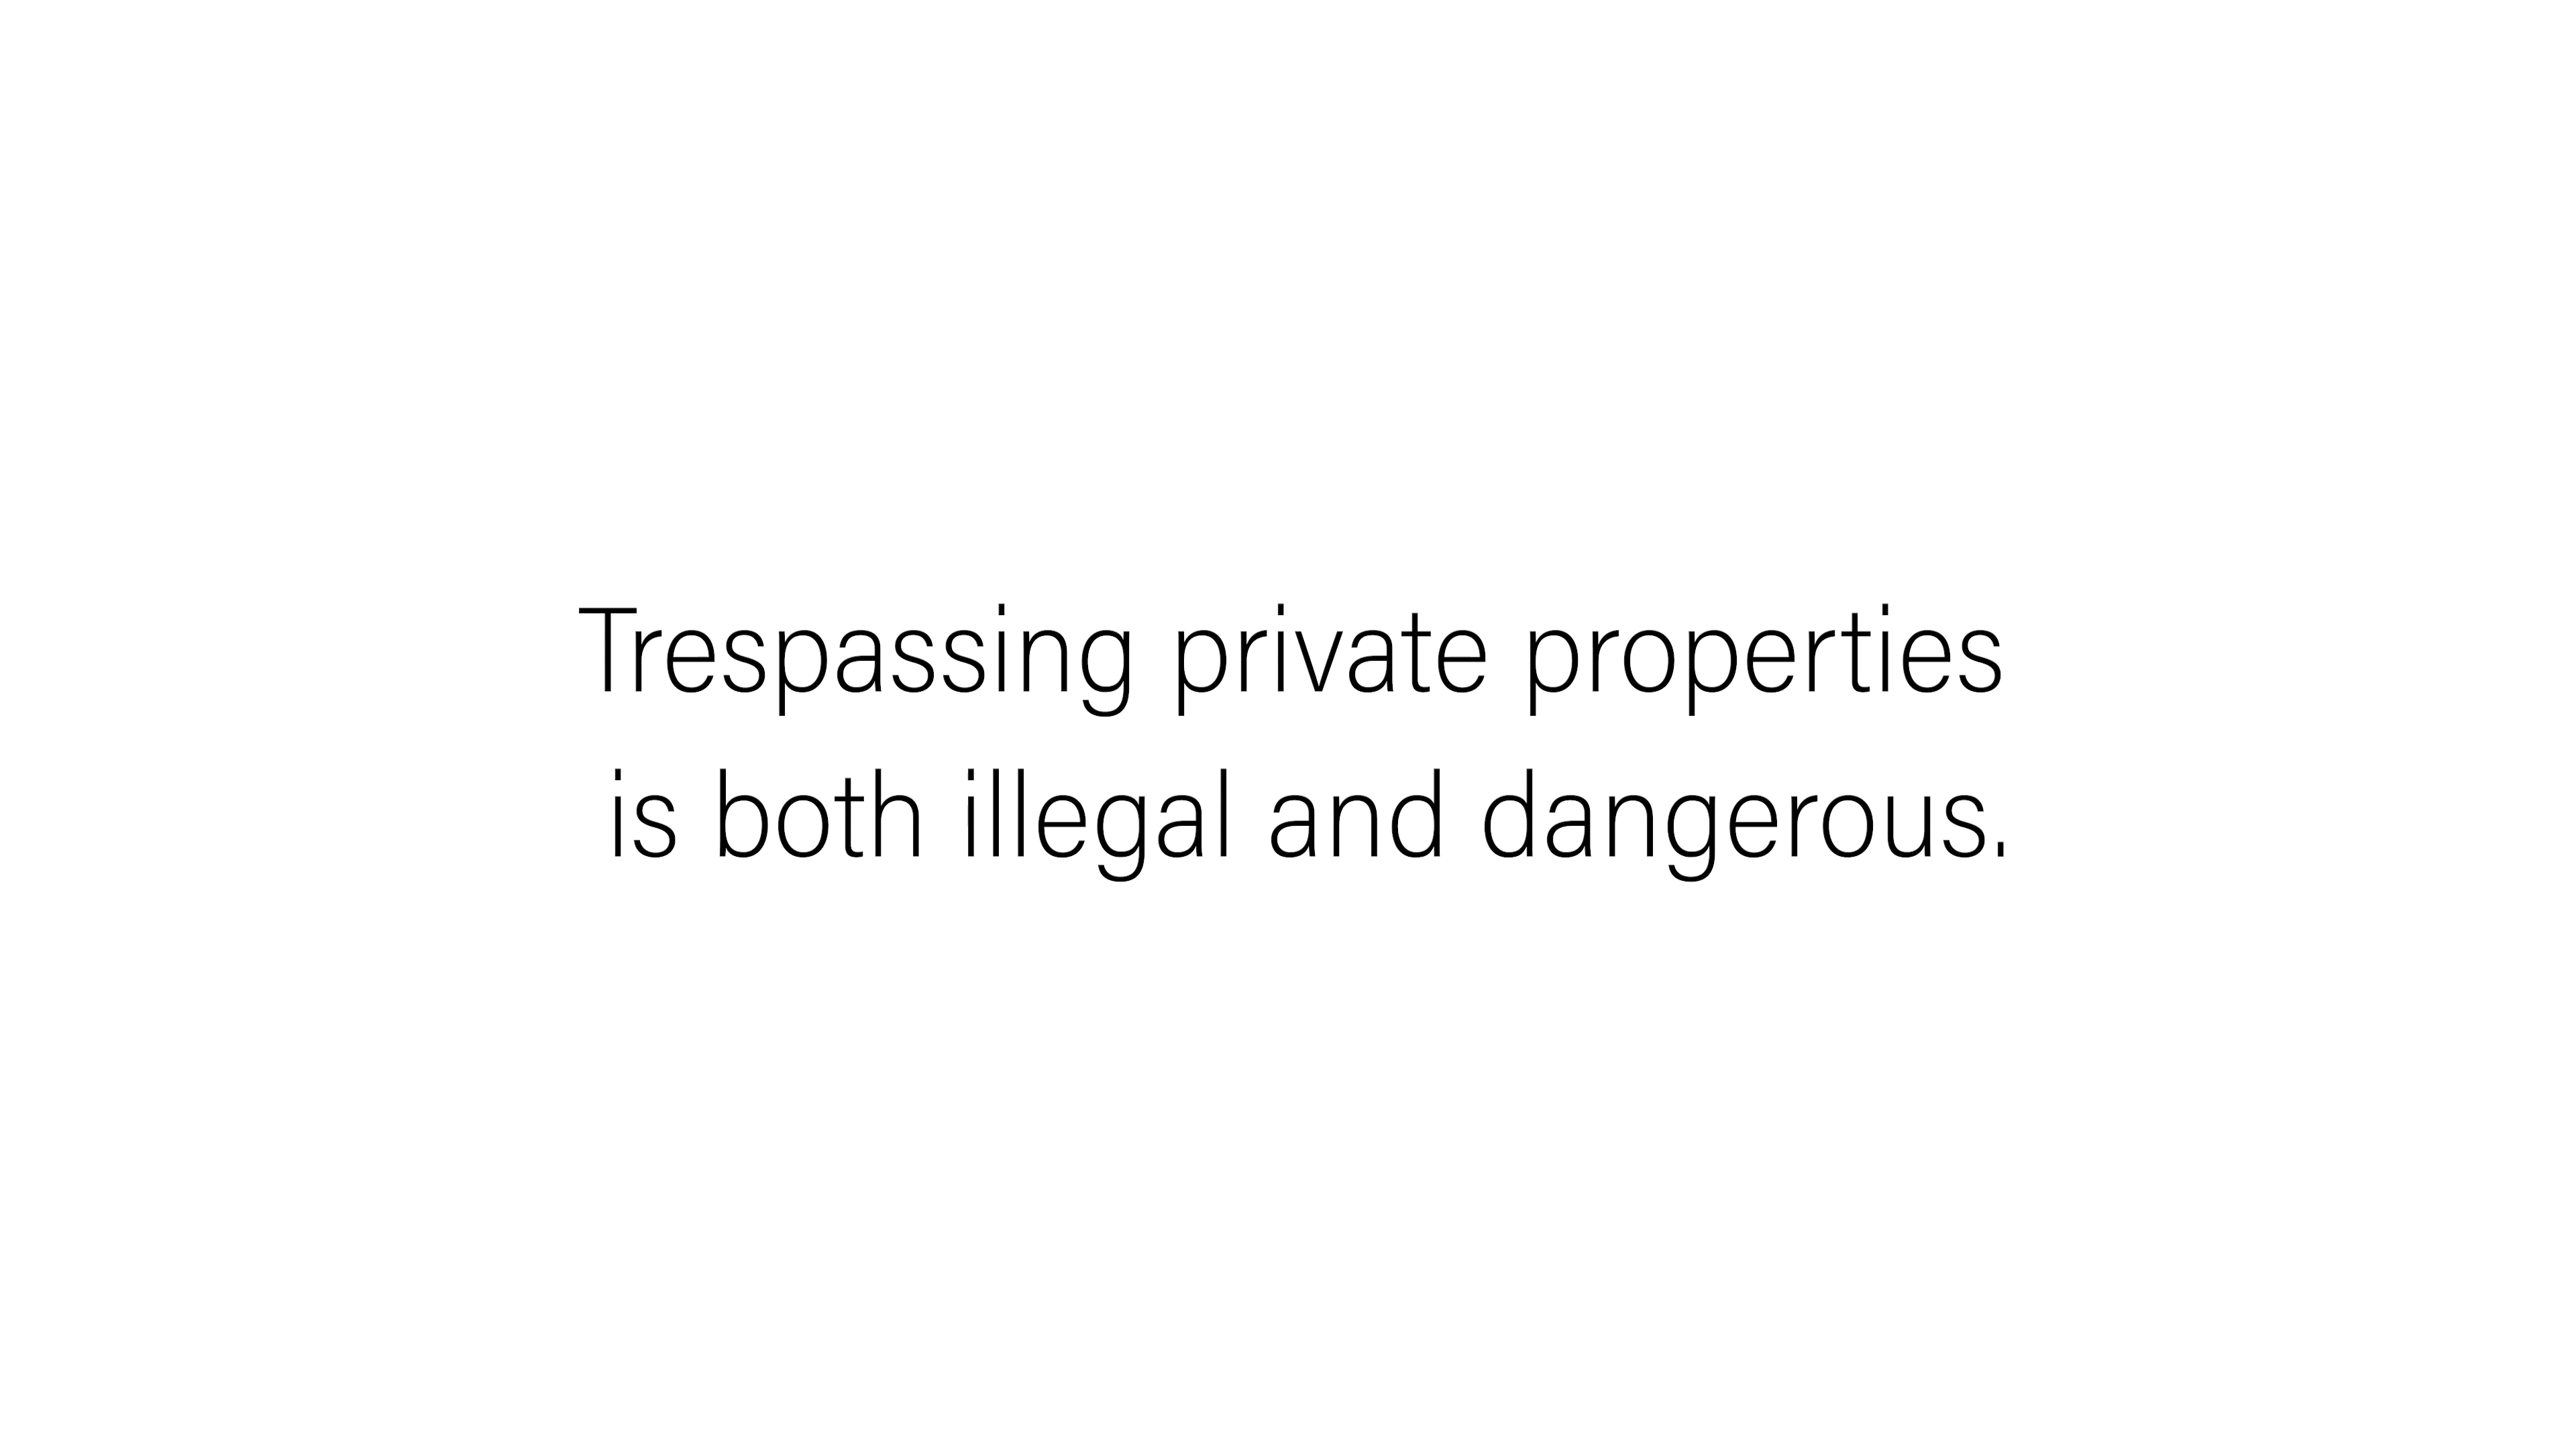 Trespassing private properties
is both illegal and dangerous.